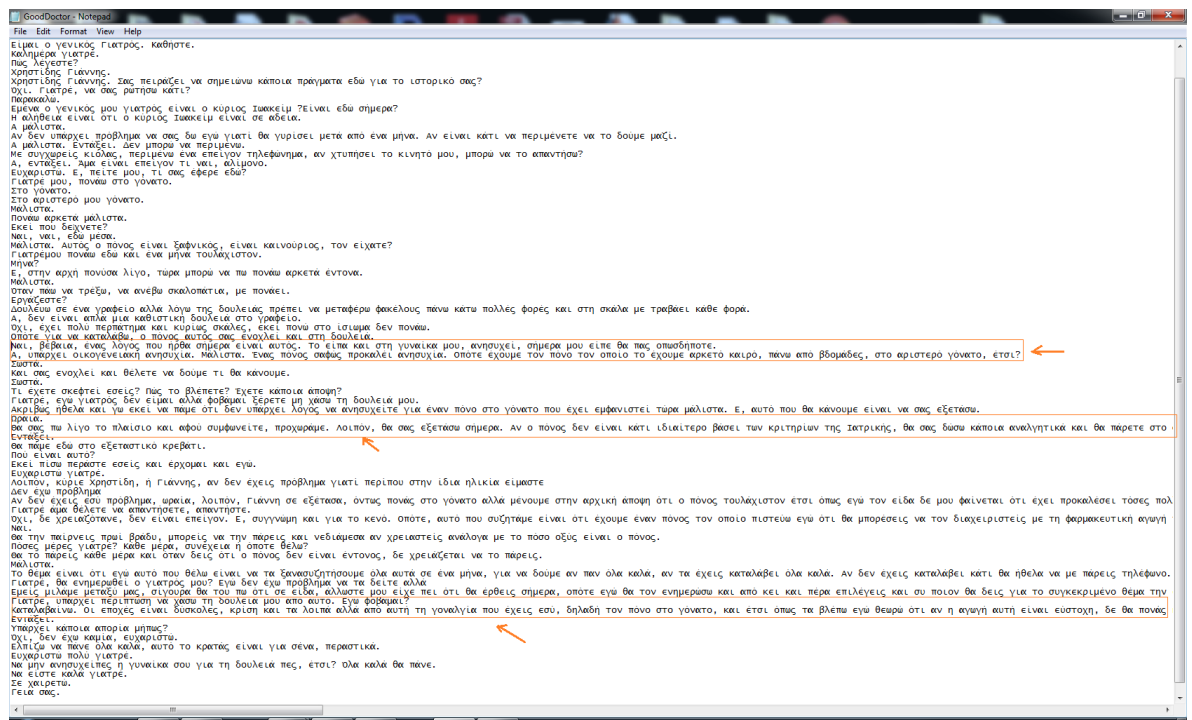 GoodDoctor - Notepad
File Edit Format View Help
Είμαι ο γενικός Γιατρός. Καθήστε.
Καλημέρα γιατρέ.
Πως λέγεστε?
Χρηστίδης Γιάννης.
Χρηστίδης Γιάννης. Σας πειράζει να σημειώνω κάποια πράγματα εδώ για το ιστορικό σας?
Όχι. Γιατρέ, να σας ρωτήσω κάτι?
Παρακαλώ.
Εμένα ο γενικός μου γιατρός είναι ο κύριος Ιωακείμ ?Είναι εδώ σήμερα?
Η αλήθεια είναι ότι ο κύριος Ιωακείμ είναι σε άδεια.
Α μάλιστα.
Αν δεν υπάρχει πρόβλημα να σας δω εγώ γιατί θα γυρίσει μετά από ένα μήνα. Αν είναι κάτι να περιμένετε να το δούμε μαζί.
Α μάλιστα. Εντάξει. Δεν μπορώ να περιμένω.
Με συγχωρείς κιόλας, περιμένω ένα επείγον τηλεφώνημα, αν χτυπήσει το κινητό μου, μπορώ να το απαντήσω?
Α, εντάξει. Άμα είναι επείγον τι ναι, αλίμονο.
Ευχαριστώ. Ε, πείτε μου, τι σας έφερε εδώ?
Γιατρέ μου, πονάω στο γόνατο.
Στο γόνατο.
Στο αριστερό μου γόνατο.
Μάλιστα.
Πονάω αρκετά μάλιστα.
Εκεί που δείχνετε?
Ναι, ναι, εδώ μέσα.
Μάλιστα. Αυτός ο πόνος είναι ξαφνικός, είναι καινούριος, τον είχατε?
Γιατρέμου πονάω εδώ και ένα μήνα τουλάχιστον.
Μήνα?
Ε, στην αρχή πονύσα λίγο, τώρα μπορώ να πω πονάω αρκετά έντονα.
Μάλιστα.
Όταν πάω να τρέξω, να ανέβω σκαλοπάτια, με πονάει.
Εργάζεστε?
Δουλεύω σε ένα γραφείο αλλά λόγω της δουλειάς πρέπει να μεταφέρω φακέλους πάνω κάτω πολλές φορές και στη σκάλα με τραβάει κάθε φορά.
Α, δεν είναι απλά μια καθιστική δουλειά στο γραφείο.
Όχι, έχει πολύ περπάτημα και κυρίως σκάλες, εκεί πονώ στο ίσιωμα δεν πονάω.
Οπότε για να καταλάβω, ο πόνος αυτός σας ενοχλεί και στη δουλειά.
Ναι, βέβαια, ένας λόγος που ήρθα σήμερα είναι αυτός. Το είπα και στη γυναίκα μου, ανησυχεί, σήμερα μου είπε θα πας οπωσδήποτε.
Α, υπάρχει οικογενειακή ανησυχία. Μάλιστα. Ένας πόνος σαφώς προκαλεί ανησυχία. Οπότε έχουμε τον πόνο τον οποίο το έχουμε αρκετό καιρό, πάνω από βδομάδες, στο αριστερό γόνατο, έτσι?
Σωστά.
Και σας ενοχλεί και θέλετε να δούμε τι θα κάνουμε.
Σωστά.
Τι έχετε σκεφτεί εσείς? Πώς το βλέπετε? Έχετε κάποια άποψη?
Γιατρέ, εγώ γιατρός δεν είμαι αλλά φοβάμαι ξέρετε μη χάσω τη δουλειά μου.
Ακριβώς ήθελα και γω εκεί να πάμε ότι δεν υπάρχει λόγος να ανησυχείτε για έναν πόνο στο γόνατο που έχει εμφανιστεί τώρα μάλιστα. Ε, αυτό που θα κάνουμε είναι να σας εξετάσω.
Ωραία.
Θα σας πω λίγο το πλαίσιο και αφού συμφωνείτε, προχωράμε. Λοιπόν, θα σας εξετάσω σήμερα. Αν ο πόνος δεν είναι κάτι ιδιαίτερο βάσει των κριτηρίων της Ιατρικής, θα σας δώσω κάποια αναλγητικά και θα πάρετε στο
Εντάξει.
Θα πάμε εδώ στο εξεταστικό κρεβάτι.
Πού είναι αυτό?
Εκεί πίσω περάστε εσείς και έρχομαι και εγώ.
Ευχαριστώ γιατρέ.
Λοιπόν, κύριε Χρηστίδη, ή Γιάννης, αν δεν έχεις πρόβλημα γιατί περίπου στην ίδια ηλικία είμαστε
Δεν έχω πρόβλημα
Αν δεν έχεις εσύ πρόβλημα, ωραία, λοιπόν, Γιάννη σε εξέτασα, όντως πονάς στο γόνατο αλλά μένουμε στην αρχική άποψη ότι ο πόνος τουλάχιστον έτσι όπως εγώ τον είδα δε μου φαίνεται ότι έχει προκαλέσει τόσες πολ
Γιατρέ άμα θέλετε να απαντήσετε, απαντήστε.
Όχι, δε χρειαζότανε, δεν είναι επείγον. Ε, συγγνώμη και για το κενό. Οπότε, αυτό που συζητάμε είναι ότι έχουμε έναν πόνος τον οποίο πιστεύω εγώ ότι θα μπορέσεις να τον διαχειριστείς με τη φαρμακευτική αγωγή
Ναι.
Θα την παίρνεις πρωί βράδυ, μπορείς να την πάρεις και νεδιάμεσα αν χρειαστείς ανάλογα με το πόσο οξύς είναι ο πόνος.
Πόσες μέρες γιατρέ? Κάθε μέρα, συνέχεια ή όποτε θέλω?
Θα το πάρεις κάθε μέρα και όταν δεις ότι ο πόνος δεν είναι έντονος, δε χρειάζεται να το πάρεις.
Μάλιστα.
Το θέμα είναι ότι εγώ αυτό που θέλω είναι να τα ξανασυζητήσουμε όλα αυτά σε ένα μήνα, για να δούμε αν παν όλα καλά, αν τα έχεις καταλάβει όλα καλά. Αν δεν έχεις καταλάβει κάτι θα ήθελα να με πάρεις τηλέφωνο.
Γιατρέ, θα ενημερωθεί ο γιατρός μου? Εγώ δεν έχω πρόβλημα να τα δείτε αλλά
Εμείς μιλάμε μεταξύ μας, σίγουρα θα του πω ότι σε είδα, άλλωστε μου είχε πει ότι θα έρθεις σήμερα, οπότε εγώ θα τον ενημερώσω και από κει και πέρα επιλέγεις και συ ποιον θα δεις για το συγκεκριμένο θέμα την
Γιατρέ, υπάρχει περίπτωση να χάσω τη δουλειά μου από αυτό. Εγώ φοβάμαι?
Καταλαβαίνω. Οι εποχές είναι δύσκολες, κρίση και τα λοιπά αλλά από αυτή τη γοναλγία που έχεις εσύ, δηλαδή τον πόνο στο γόνατο, και έτσι όπως τα βλέπω εγώ θεωρώ ότι αν η αγωγή αυτή είναι εύστοχη, δε θα πονάς
Εντάξει.
Υπάρχει κάποια απορία μήπως?
Όχι, δεν έχω καμία, ευχαριστώ.
Ελπίζω να πάνε όλα καλά, αυτό το κρατάς είναι για σένα, περαστικά.
Ευχαριστώ πολύ γιατρέ.
Να μην ανησυχείπες ή γυναίκα σου για τη δουλειά πες, έτσι? Όλα καλά θα πάνε.
Να είστε καλά γιατρέ.
Σε χαιρετώ.
Γειά σας.